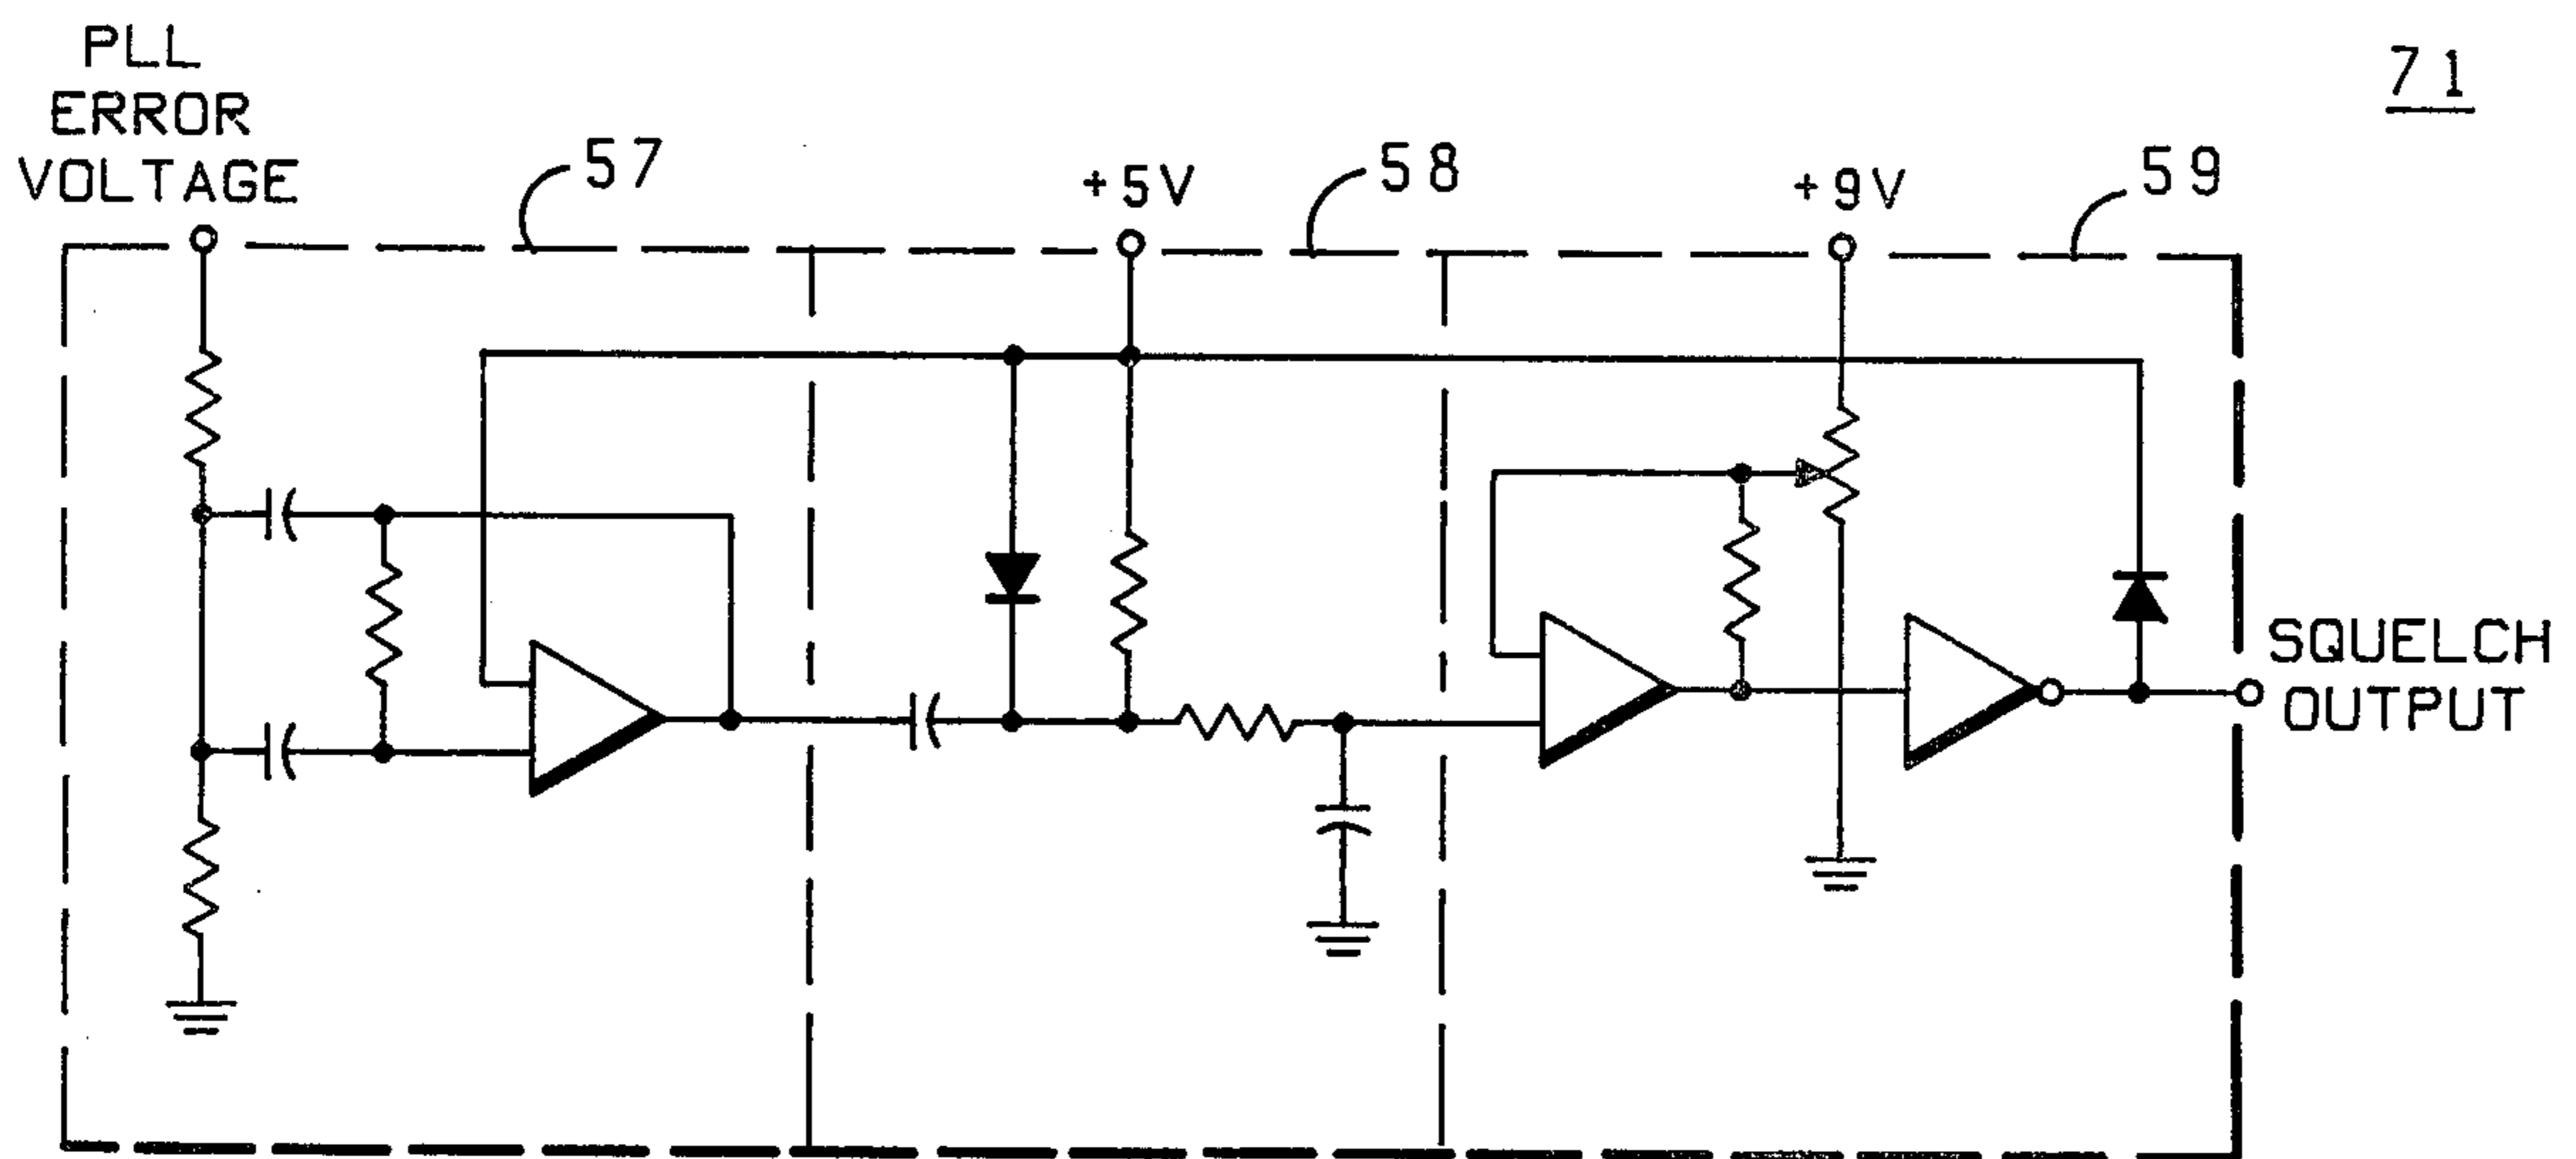 PLL
ERROR
VOLTAGE
57
+5V
58
+9V
59
71
SQUELCH
OUTPUT